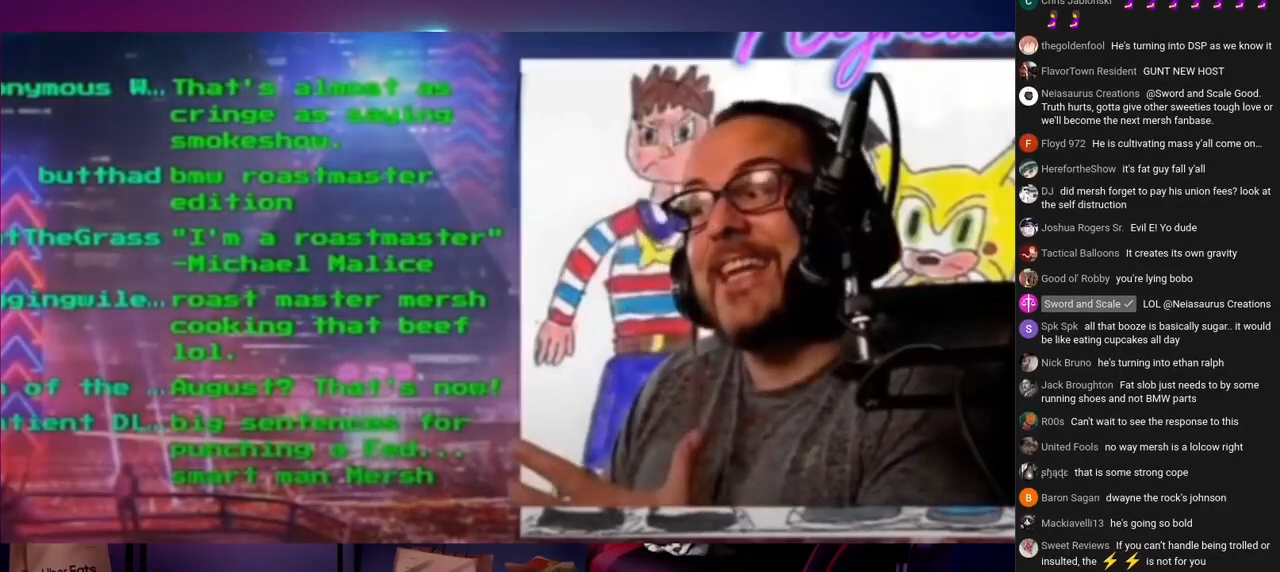 That's almost as
cringe as saying
smokeshow.
butthad bmw roastmaster
edition
"I'm a roastmaster"
-Michael Malice
roast master mersh
cooking that beef
lol.
of the ... August? That's now!
DL... big sentences for
punching a Fed...
smart man Mersh
Uber Eats
Chris Jablonski
thegoldenfool He's turning into DSP as we know it
FlavorTown Resident GUNT NEW HOST
Neiasaurus Creations @Sword and Scale Good.
Truth hurts, gotta give other sweeties tough love or
we'll become the next mersh fanbase.
F Floyd 972 He is cultivating mass y'all come on...
HerefortheShow it's fat guy fall y'all
DJ did mersh forget to pay his union fees? look at
the self distruction
Joshua Rogers Sr. Evil E! Yo dude
Tactical Balloons It creates its own gravity
Good ol' Robby you're lying bobo
Sword and Scale ✓ LOL @Neiasaurus Creations
S Spk Spk all that booze is basically sugar.. it would
be like eating cupcakes all day
Nick Bruno he's turning into ethan ralph
Jack Broughton Fat slob just needs to by some
running shoes and not BMW parts
R00s Can't wait to see the response to this
United Fools no way mersh is a lolcow right
that is some strong cope
B Baron Sagan dwayne the rock's johnson
Mackiavelli13 he's going so bold
Sweet Reviews If you can't handle being trolled or
insulted, the ⚡ ⚡ is not for you